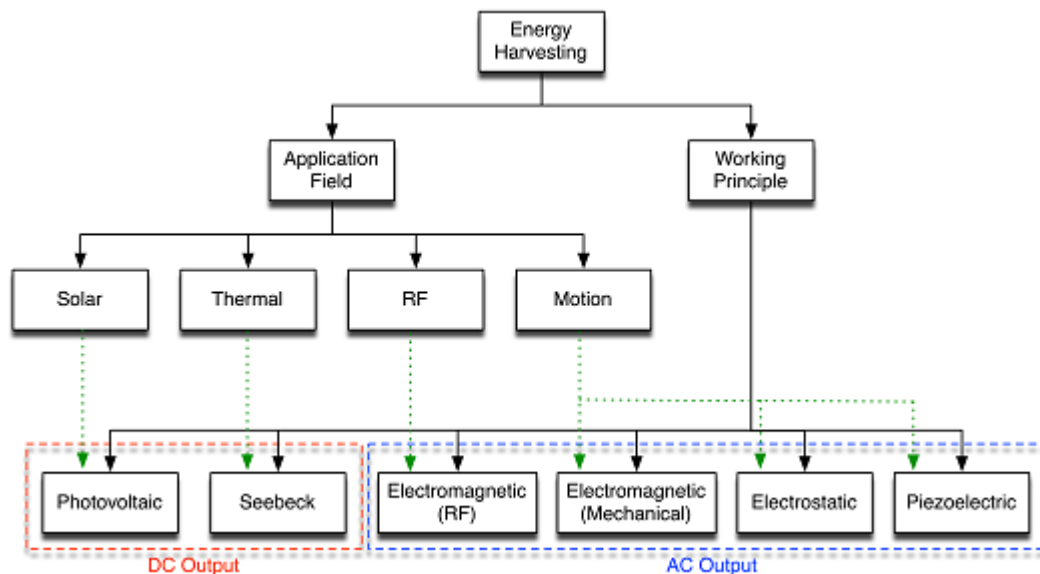 Energy
Harvesting
Application
Field
Working
Principle
Solar
Thermal
RF
Motion
Photovoltaic
Seebeck
Electromagnetic
(RF)
Electromagnetic
(Mechanical)
Electrostatic
Piezoelectric
DC Output
AC Output